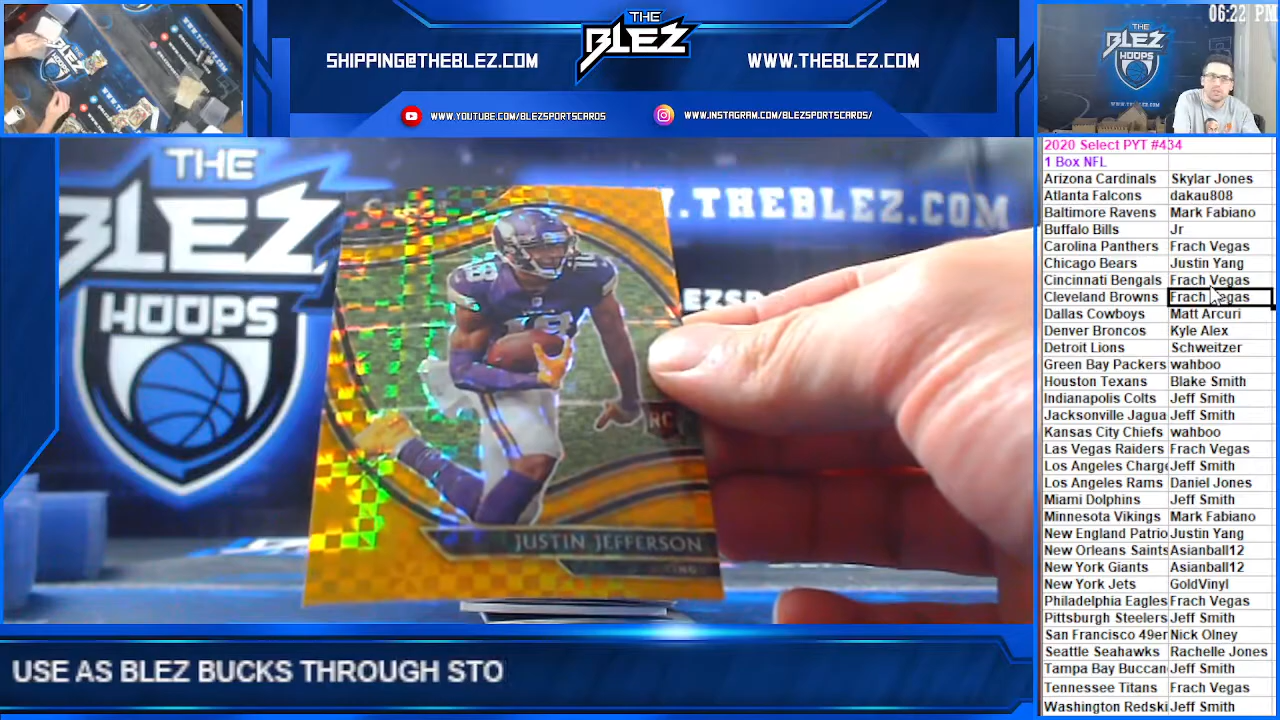 06:22 PM
THE
BLEZ
SHIPPING@THEBLEZ.COM
WWW.THEBLEZ.COM
WWW.YOUTUBE.COM/BLEZSPORTSCARDS
WWW.INSTAGRAM.COM/BLEZSPORTSCARDS/
THE
BLEZ
HOOPS
2020 Select PYT #434
1 Box NFL
Arizona Cardinals Skylar Jones
Atlanta Falcons dakau808
Baltimore Ravens Mark Fabiano
Buffalo Bills Jr
Carolina Panthers Frach Vegas
Chicago Bears Justin Yang
Cincinnati Bengals Frach Vegas
Cleveland Browns Frach Vegas
Dallas Cowboys Matt Arcuri
Denver Broncos Kyle Alex
Detroit Lions Schweitzer
Green Bay Packers wahboo
Houston Texans Blake Smith
Indianapolis Colts Jeff Smith
Jacksonville Jagua Jeff Smith
Kansas City Chiefs wahboo
Las Vegas Raiders Frach Vegas
Los Angeles Charge Jeff Smith
Los Angeles Rams Daniel Jones
Miami Dolphins Jeff Smith
Minnesota Vikings Mark Fabiano
New England Patrio Justin Yang
New Orleans Saints Asianball12
New York Giants Asianball12
New York Jets GoldVinyl
Philadelphia Eagles Frach Vegas
Pittsburgh Steelers Jeff Smith
San Francisco 49er Nick Olney
Seattle Seahawks Rachelle Jones
Tampa Bay Buccan Jeff Smith
Tennessee Titans Frach Vegas
Washington Redski Jeff Smith
THE
BLEZ
HOOPS
.THEBLEZ.COM
18
18
RC
JUSTIN JEFFERSON
USE AS BLEZ BUCKS THROUGH STO